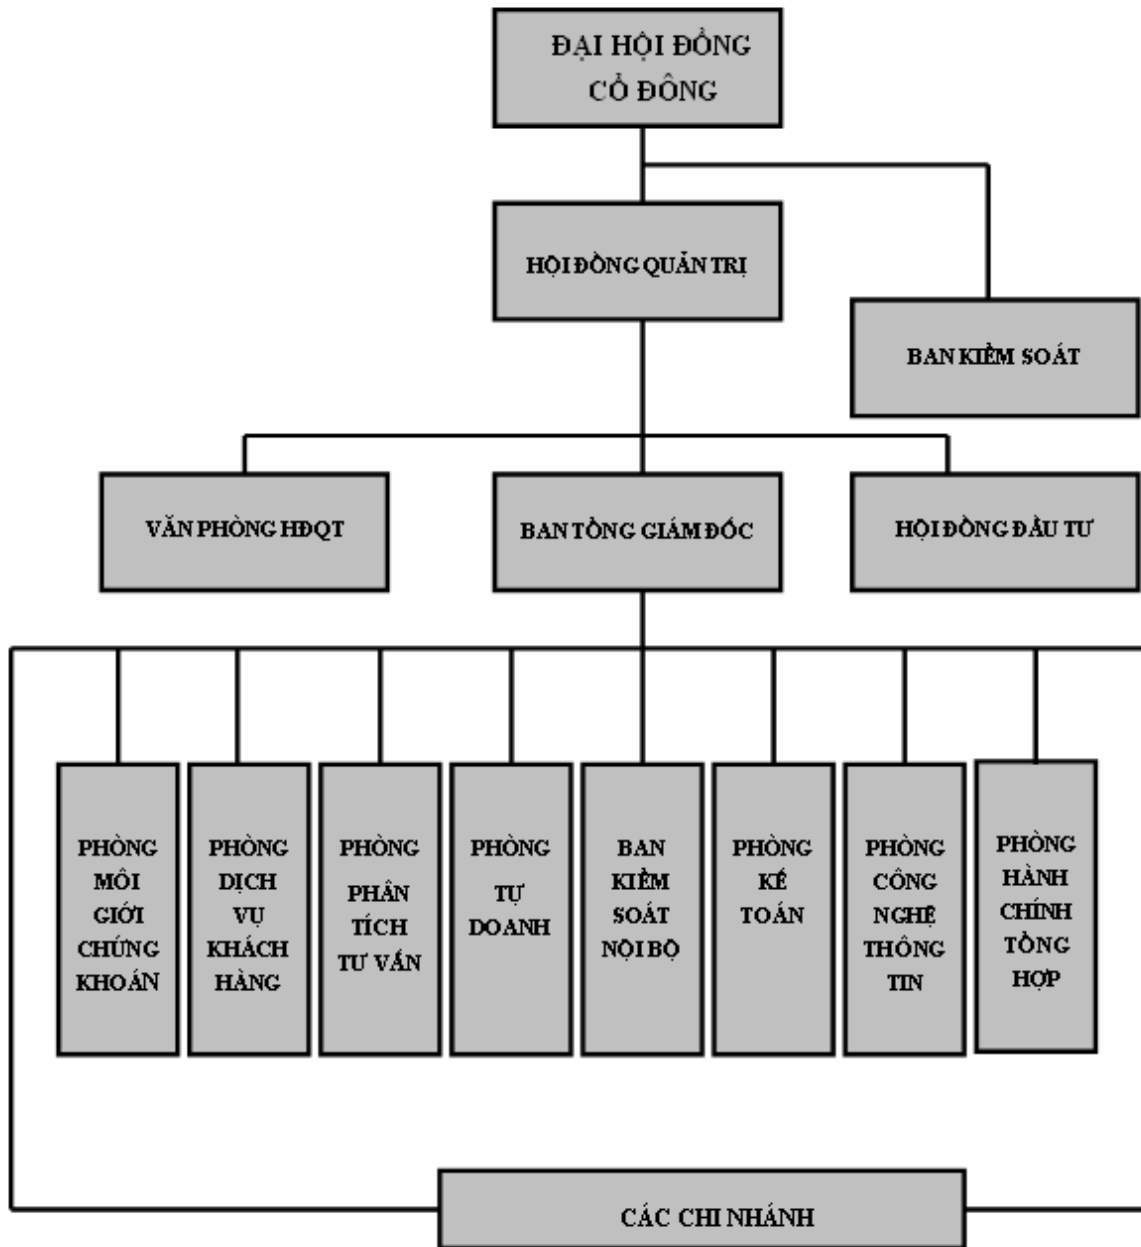 ĐẠI HỘI ĐỒNG
CỔ ĐÔNG
HỘI ĐỒNG QUẢN TRỊ
BAN KIỂM SOÁT
VĂN PHÒNG HĐQT
BAN TỔNG GIÁM ĐỐC
HỘI ĐỒNG ĐẦU TƯ
PHÒNG
MÔI
GIỚI
CHỨNG
KHOÁN
PHÒNG
DỊCH
VỤ
KHÁCH
HÀNG
PHÒNG
PHÂN
TÍCH
TƯ VẤN
PHÒNG
TỰ
DOANH
BAN
KIỂM
SOÁT
NỘI BỘ
PHÒNG
KẾ
TOÁN
PHÒNG
CÔNG
NGHỆ
THÔNG
TIN
PHÒNG
HÀNH
CHÍNH
TỔNG
HỢP
CÁC CHI NHÁNH